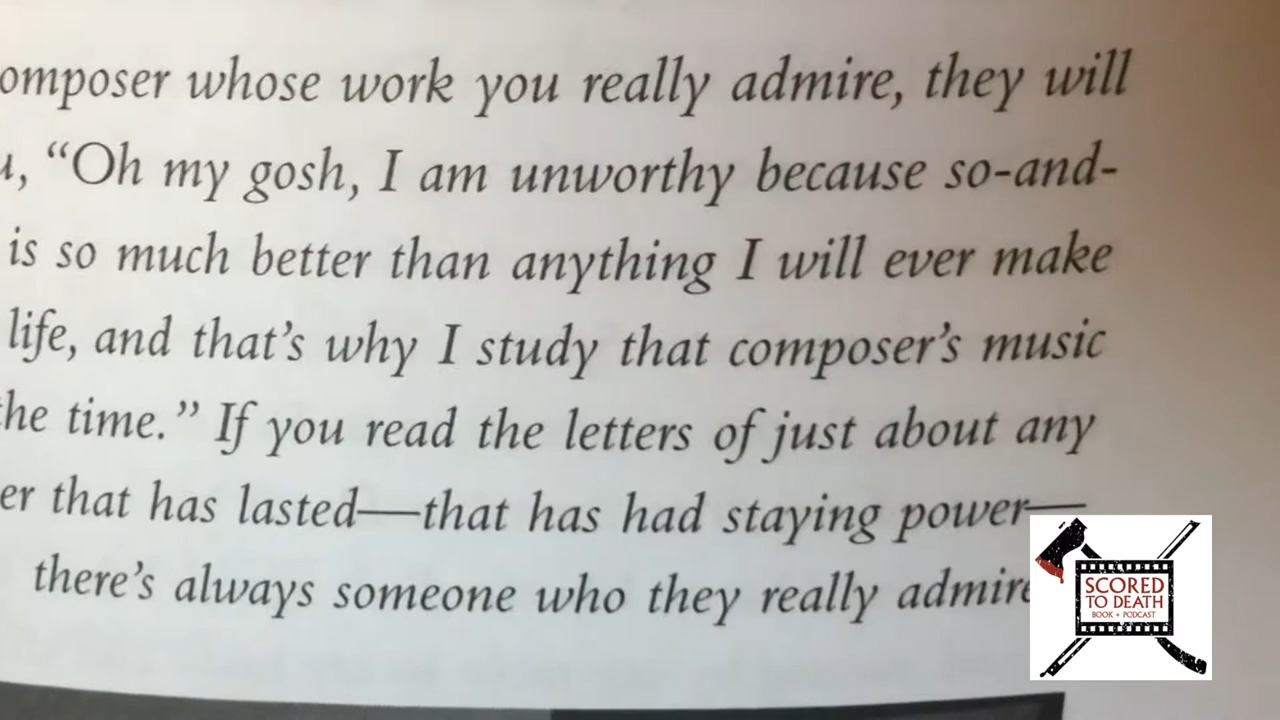 omposer whose work you really admire, they will
, “Oh my gosh, I am unworthy because so-and-
is so much better than anything I will ever make
life, and that’s why I study that composer’s music
he time.” If you read the letters of just about any
er that has lasted—that has had staying power—
there’s always someone who they really admire
SCORED
TO DEATH
BOOK + PODCAST